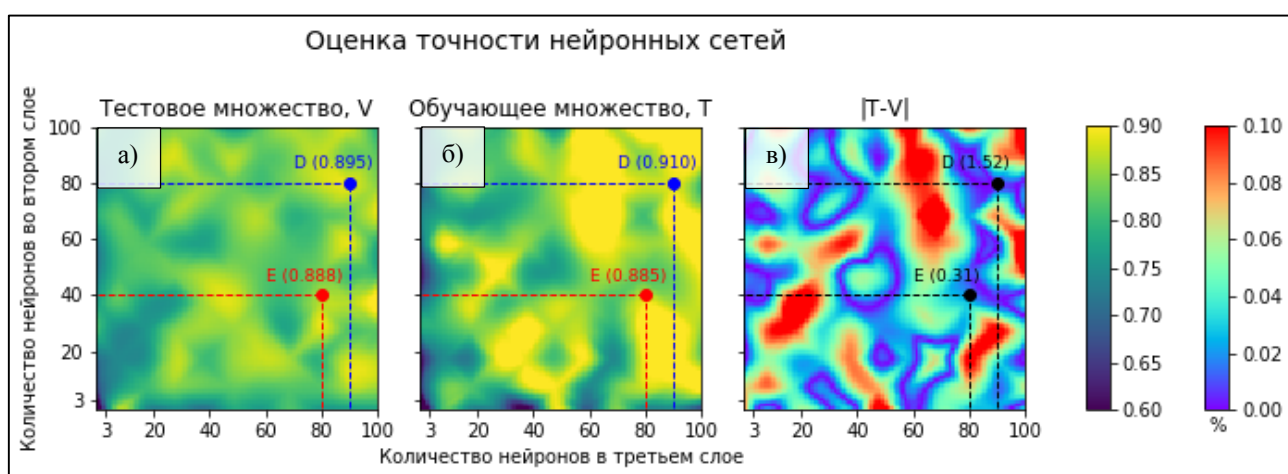 Оценка точности нейронных сетей
Тестовое множество, V
Обучающее множество, T
|T-V|
Количество нейронов во втором слое
100
80
60
40
20
3
а)
D (0.895)
E (0.888)
3 20 40 60 80 100
б)
D (0.910)
E (0.885)
3 20 40 60 80 100
в)
D (1.52)
E (0.31)
3 20 40 60 80 100
Количество нейронов в третьем слое
0.90
0.85
0.80
0.75
0.70
0.65
0.60
0.10
0.08
0.06
0.04
0.02
0.00
%